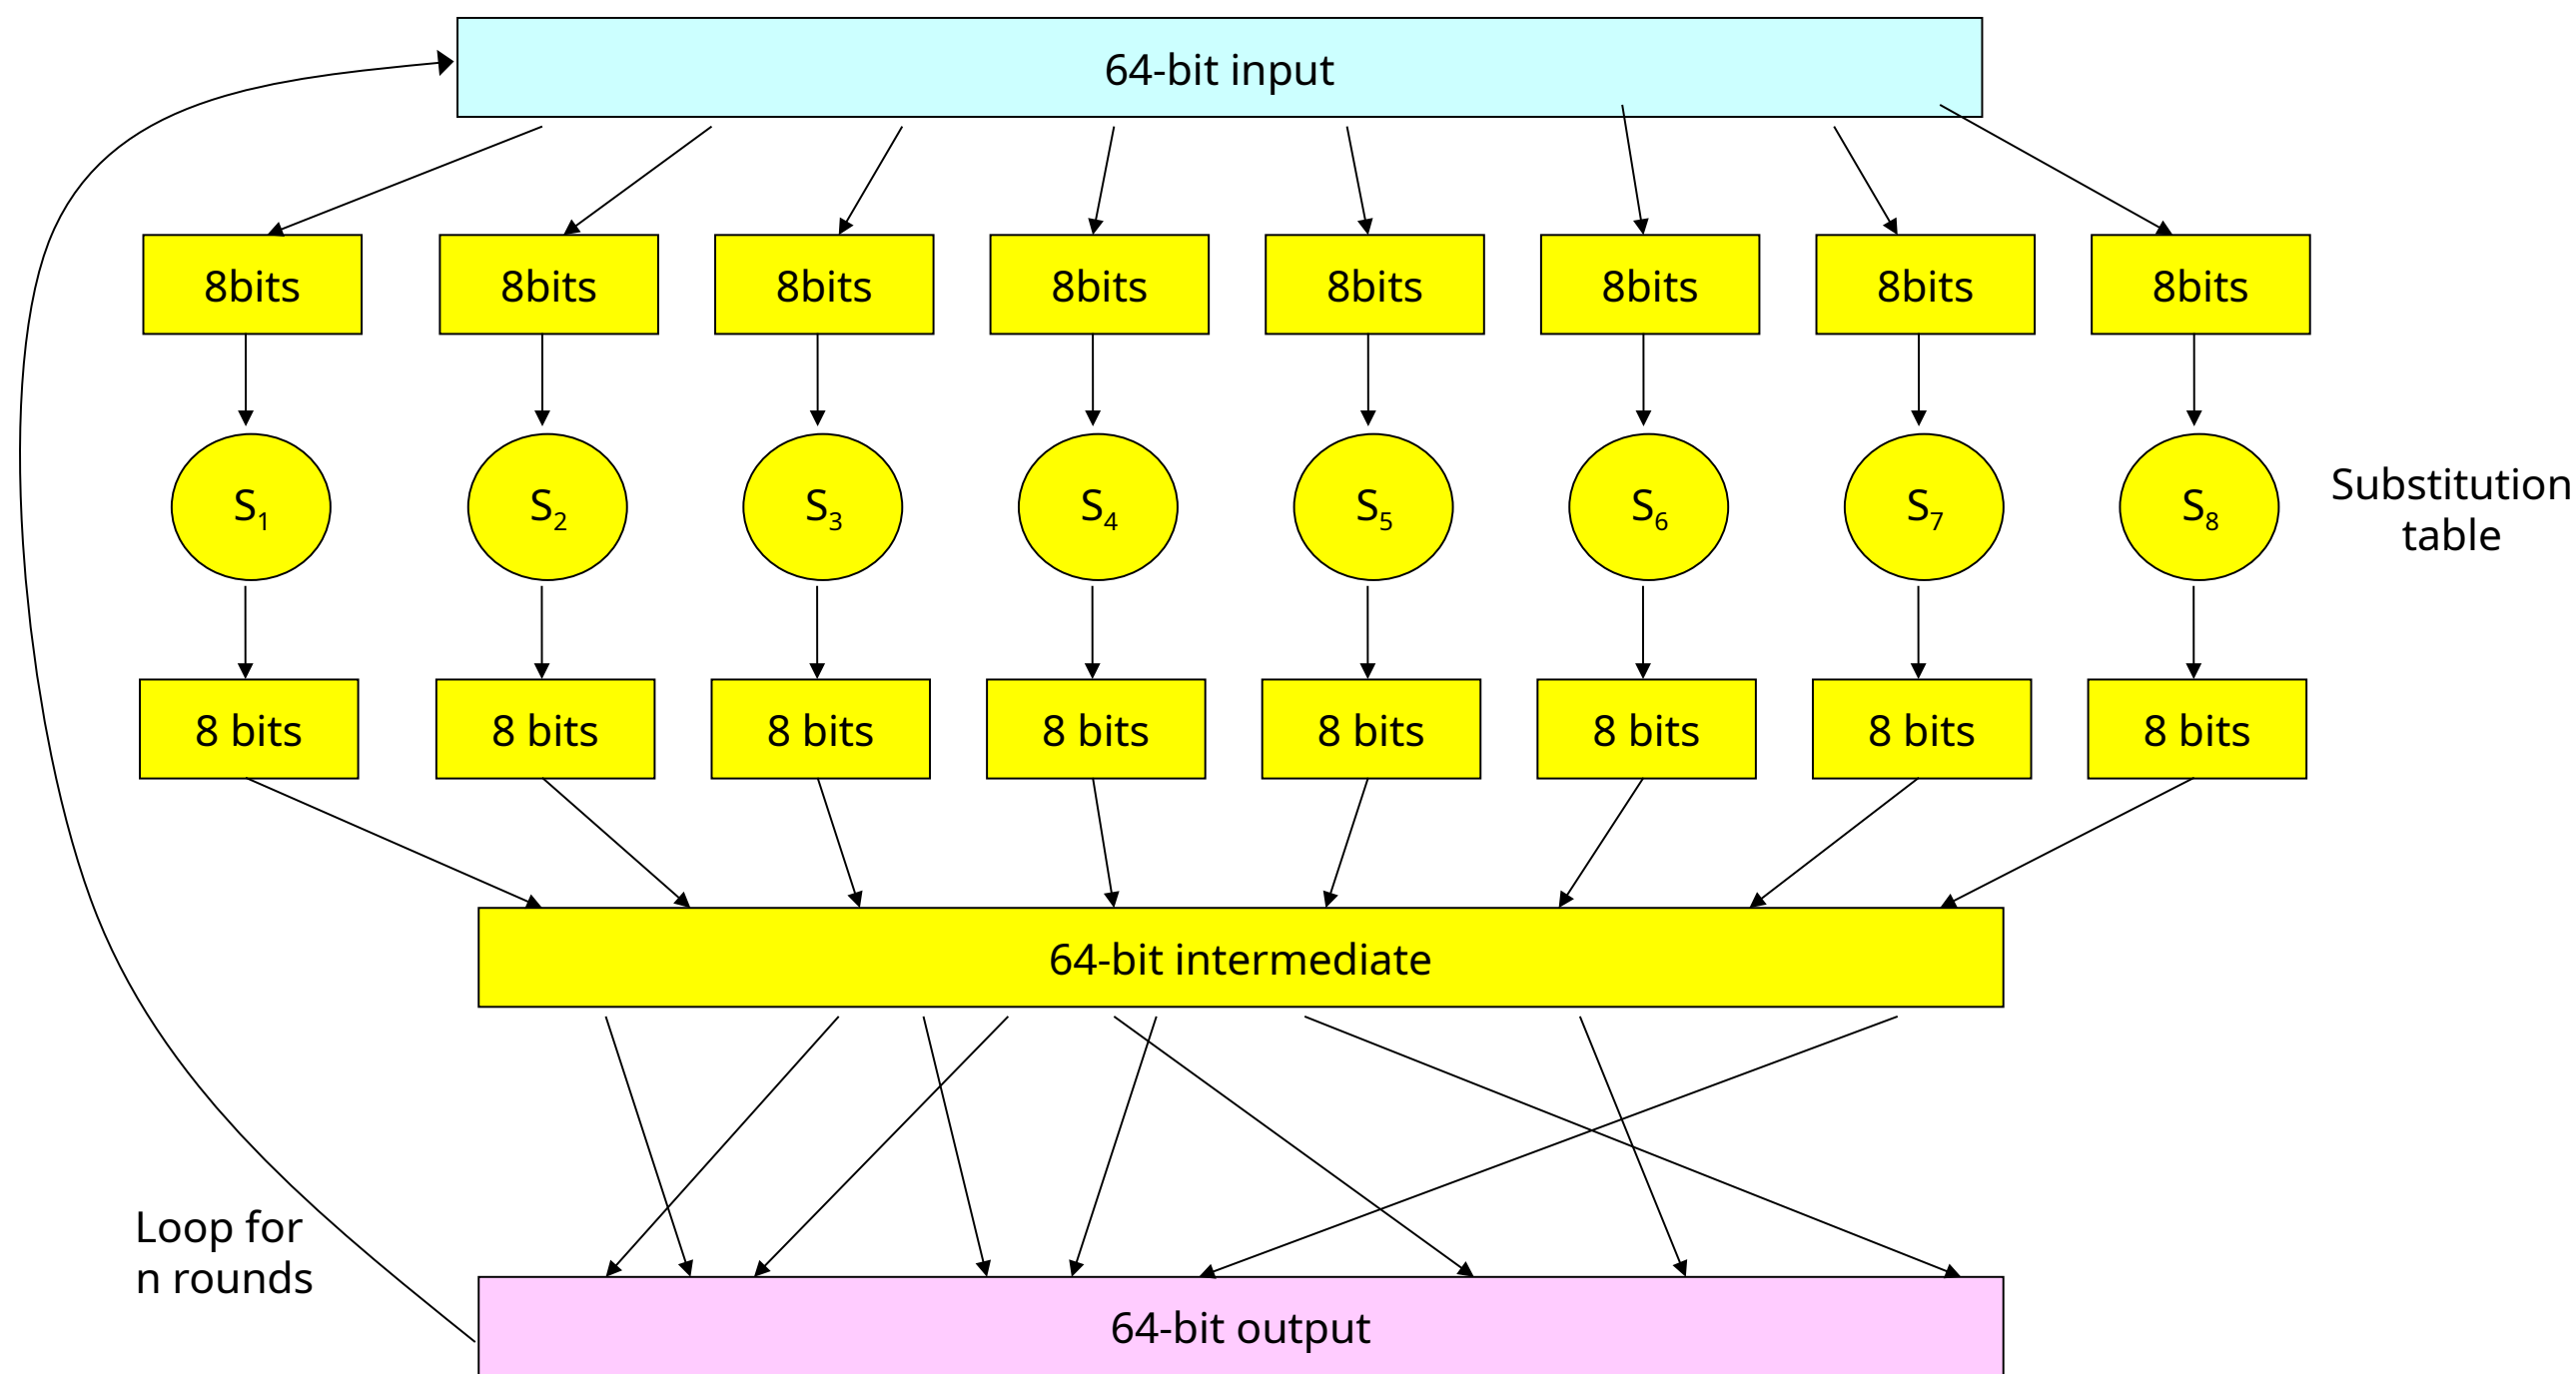 64-bit input
8bits
8bits
8bits
8bits
8bits
8bits
8bits
8bits
S1
S2
S3
S4
S5
S6
S7
S8
Substitution
table
8 bits
8 bits
8 bits
8 bits
8 bits
8 bits
8 bits
8 bits
64-bit intermediate
Loop for
n rounds
64-bit output